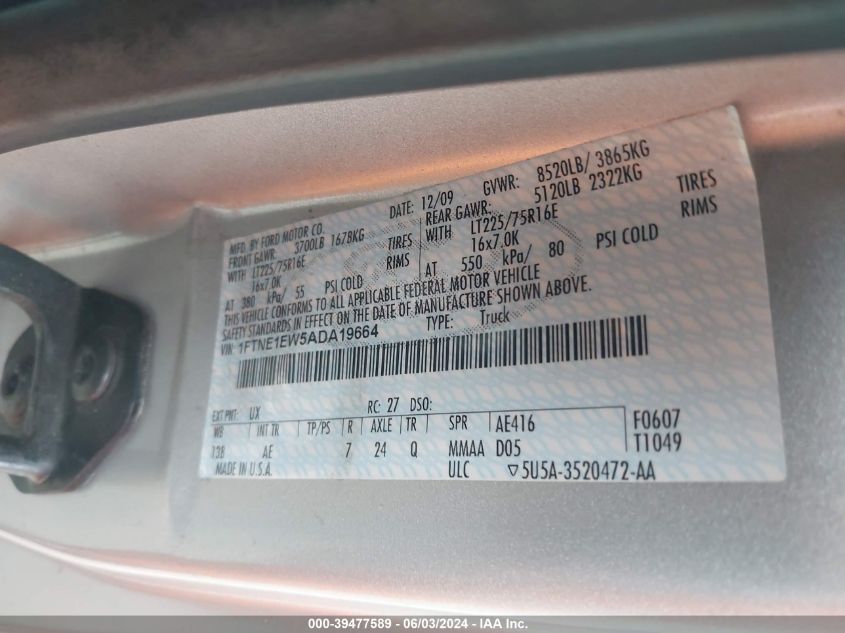 MFD. BY FORD MOTOR CO.
DATE: 12/09 GVWR: 8520LB/ 3865KG
FRONT GAWR: 3700LB 1678KG
REAR GAWR: 5120LB 2322KG
WITH LT225/75R16E TIRES
WITH LT225/75R16E TIRES
16x7.0K RIMS
16x7.0K RIMS
AT 380 kPa/ 55 PSI COLD
AT 550 kPa/ 80 PSI COLD
THIS VEHICLE CONFORMS TO ALL APPLICABLE FEDERAL MOTOR VEHICLE
SAFETY STANDARDS IN EFFECT ON THE DATE OF MANUFACTURE SHOWN ABOVE.
VIN: 1FTNE1EW5ADA19664 TYPE: Truck
EXT PNT: UX RC: 27 DSO:
WB INT TR TP/PS R AXLE TR SPR AE416 F0607
138 AE 7 24 Q MMAA D05 T1049
MADE IN U.S.A. ULC ▽5U5A-3520472-AA
000-39477589 - 06/03/2024 - IAA Inc.